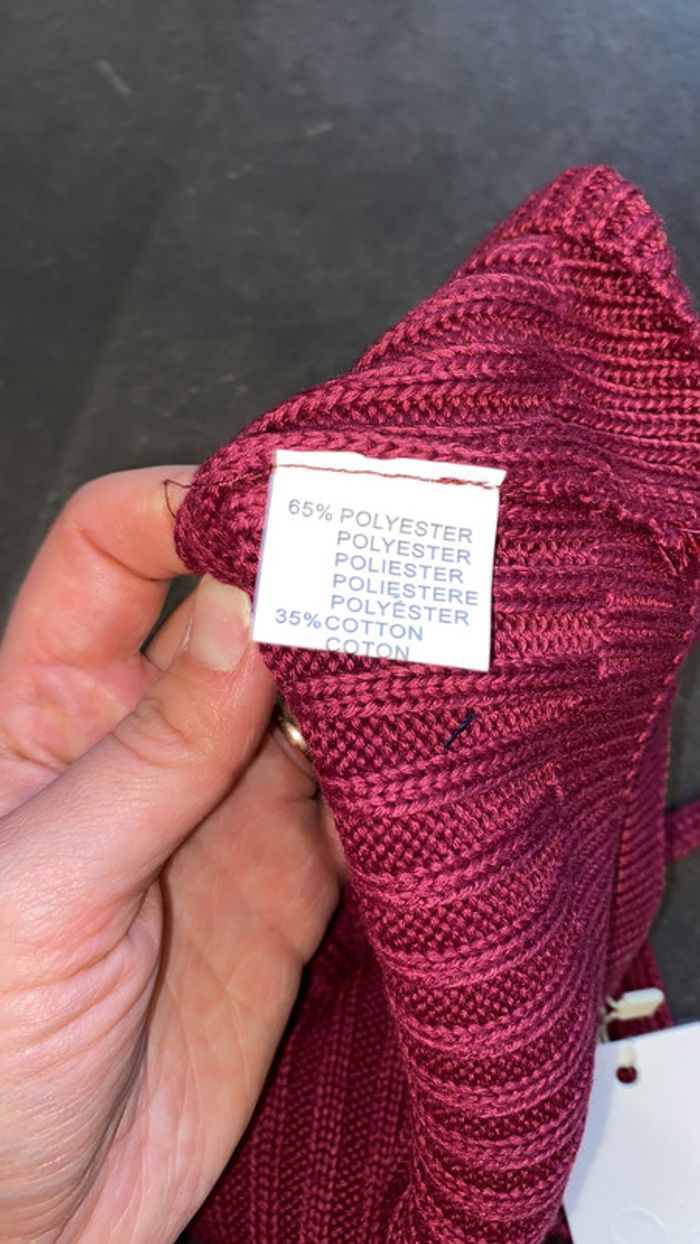 65% POLYESTER
POLYESTER
POLIESTER
POLIESTERE
POLYÉSTER
35%COTTON
COTON